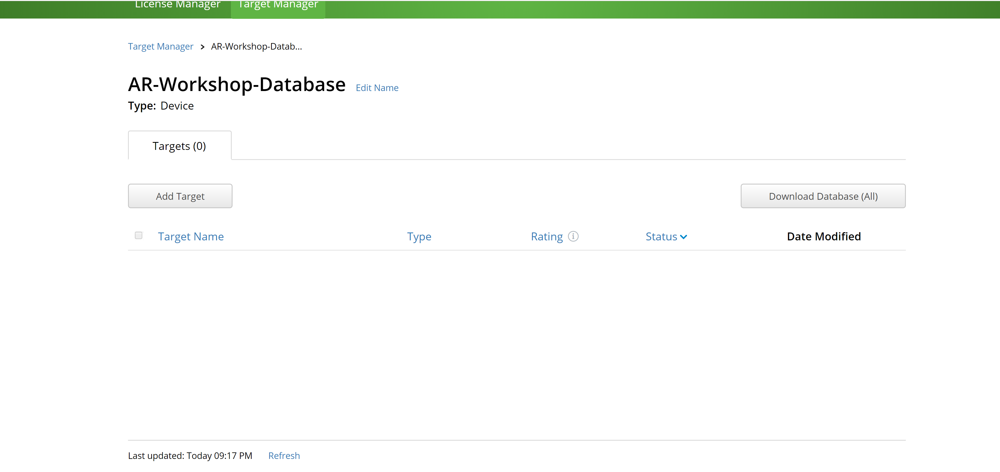 License Manager Target Manager
Target Manager > AR-Workshop-Datab...
AR-Workshop-Database Edit Name
Type: Device
Targets (0)
Add Target Download Database (All)
Target Name Type Rating i Status Date Modified
Last updated: Today 09:17 PM Refresh